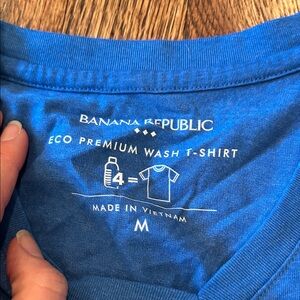 BANANA REPUBLIC
ECO PREMIUM WASH T-SHIRT
4 =
MADE IN VIETNAM
M